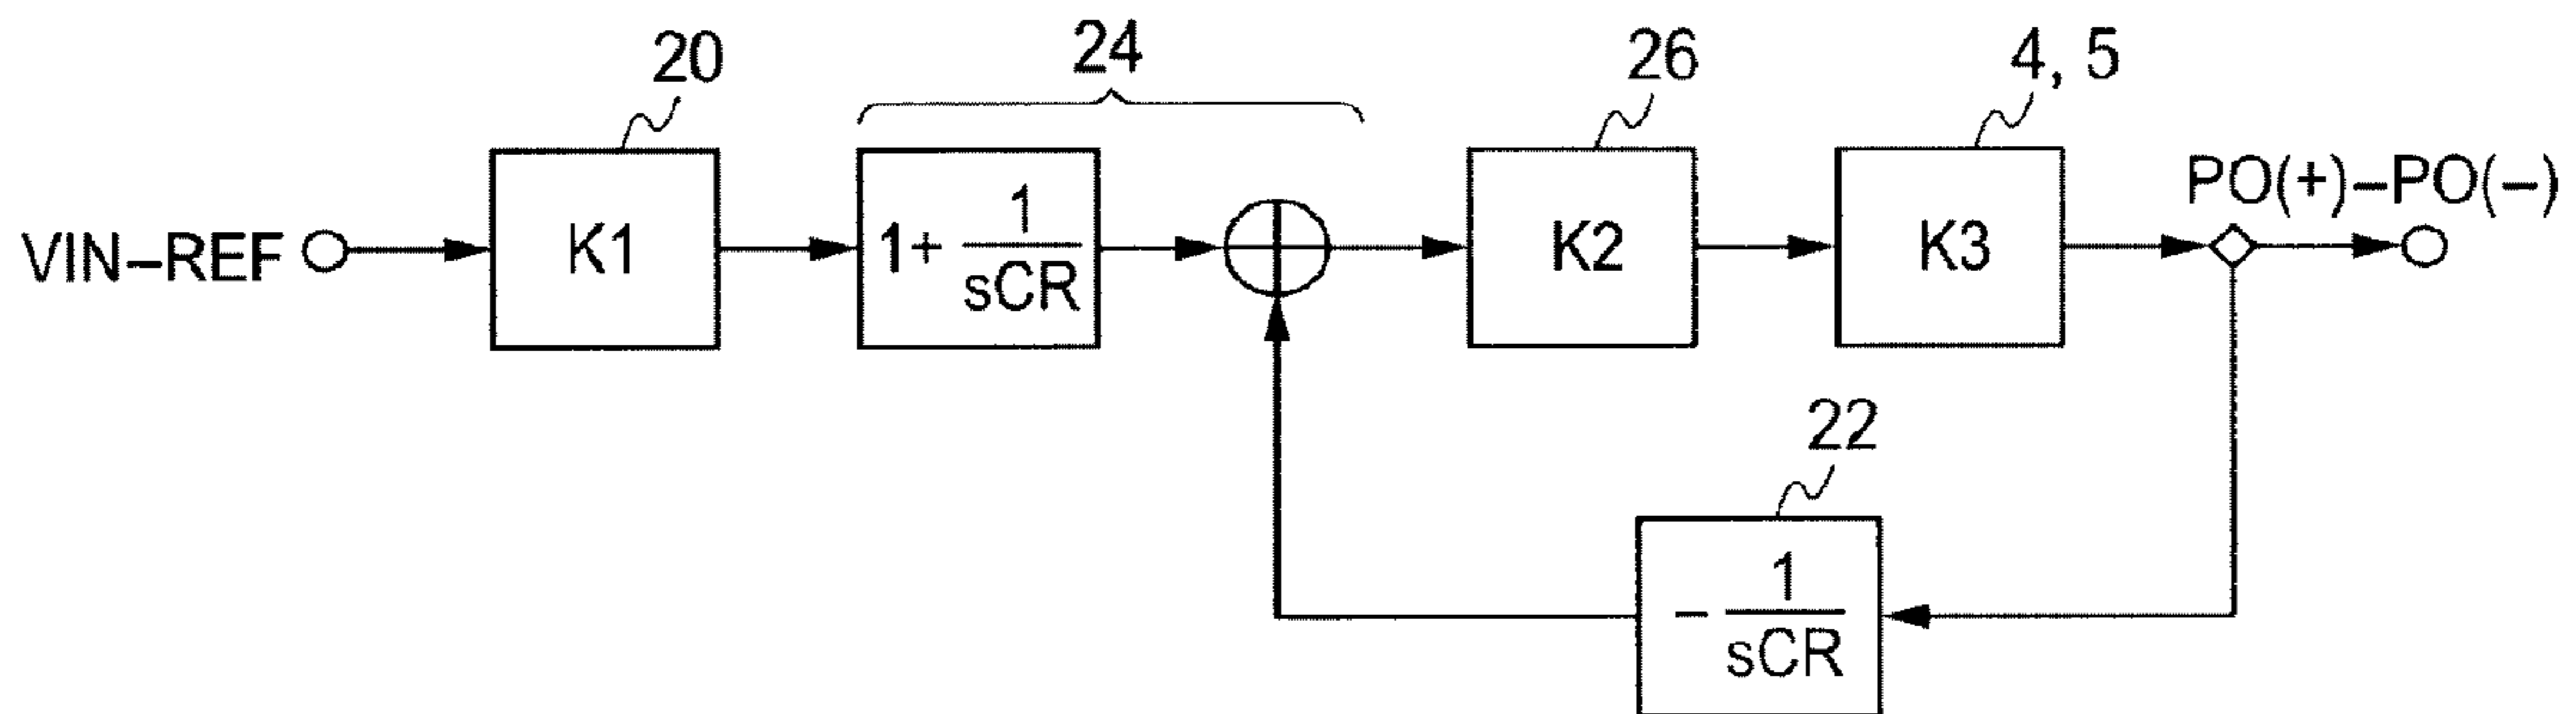 20
24
26
4, 5
VIN–REF
K1
1+ 1/sCR
K2
K3
PO(+)–PO(–)
22
– 1/sCR